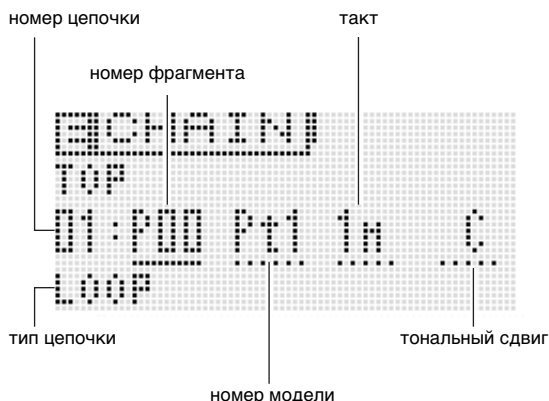 номер цепочки
такт
номер фрагмента
E CHAIN
TOP
01:P00 Pt1 1m C
LOOP
тип цепочки
тональный сдвиг
номер модели